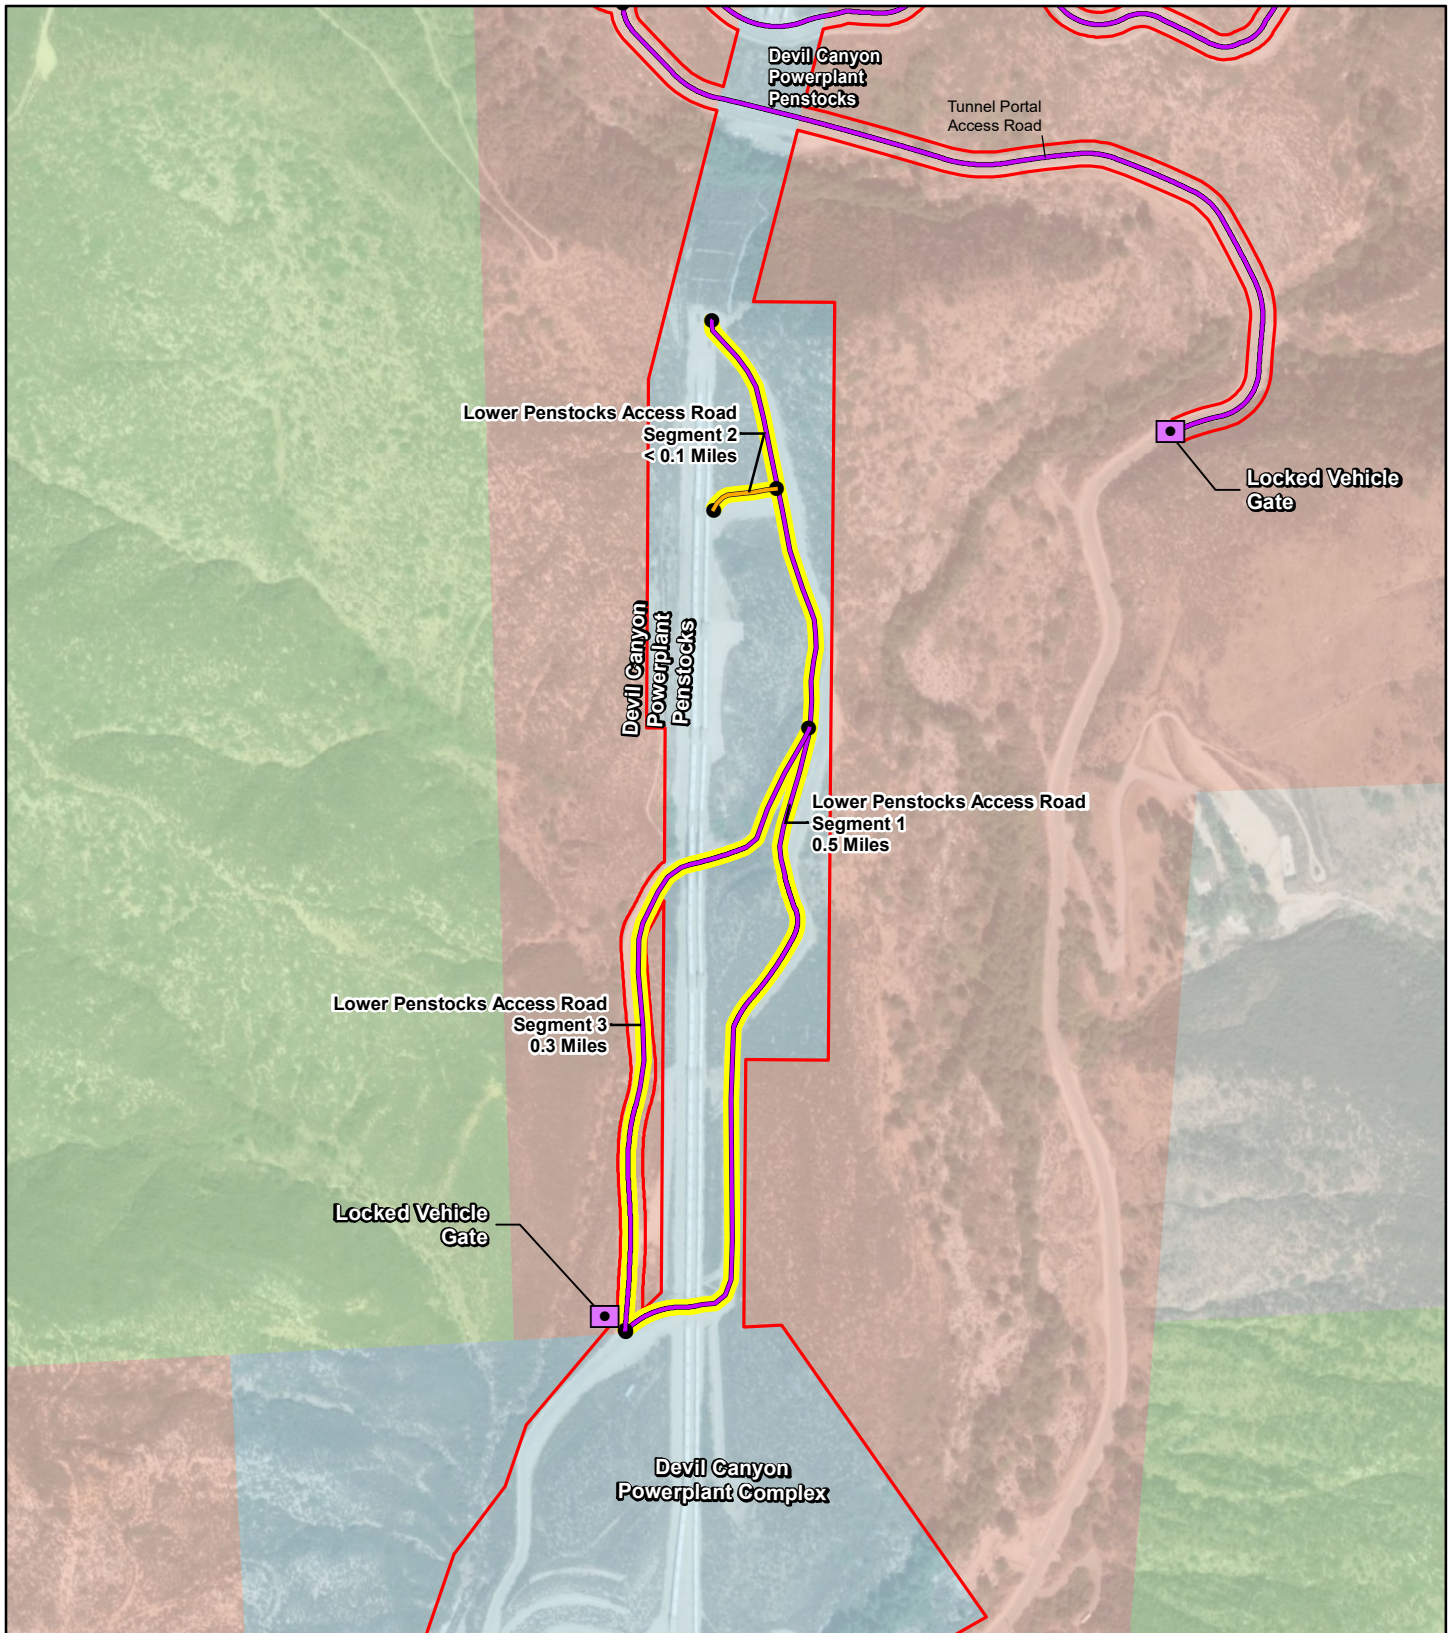 Devil Canyon
Powerplant
Penstocks
Tunnel Portal
Access Road
Lower Penstocks Access Road
Segment 2
< 0.1 Miles
Locked Vehicle
Gate
Devil Canyon
Powerplant
Penstocks
Lower Penstocks Access Road
Segment 1
0.5 Miles
Lower Penstocks Access Road
Segment 3
0.3 Miles
Locked Vehicle
Gate
Devil Canyon
Powerplant Complex